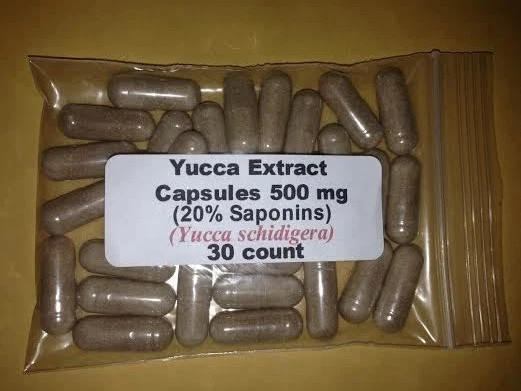 Yucca Extract
Capsules 500 mg
(20% Saponins)
(Yucca schidigera)
30 count